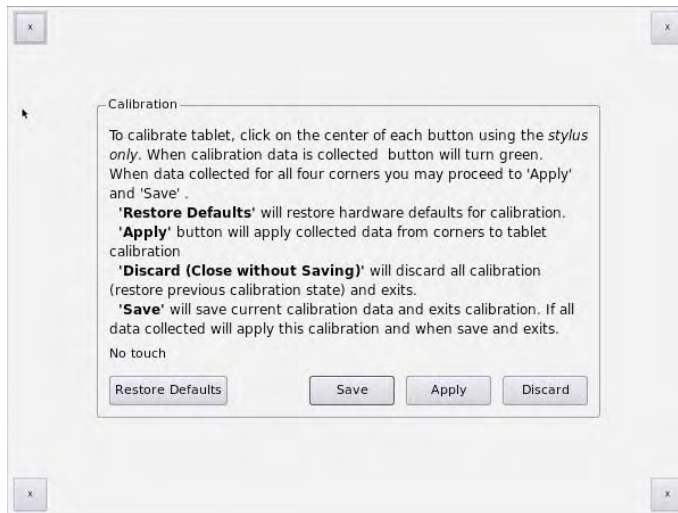 x x
Calibration
To calibrate tablet, click on the center of each button using the stylus
only. When calibration data is collected  button will turn green.
When data collected for all four corners you may proceed to 'Apply'
and 'Save' .
'Restore Defaults' will restore hardware defaults for calibration.
'Apply' button will apply collected data from corners to tablet
calibration
'Discard (Close without Saving)' will discard all calibration
(restore previous calibration state) and exits.
'Save' will save current calibration data and exits calibration. If all
data collected will apply this calibration and when save and exits.
No touch
Restore Defaults Save Apply Discard
x x